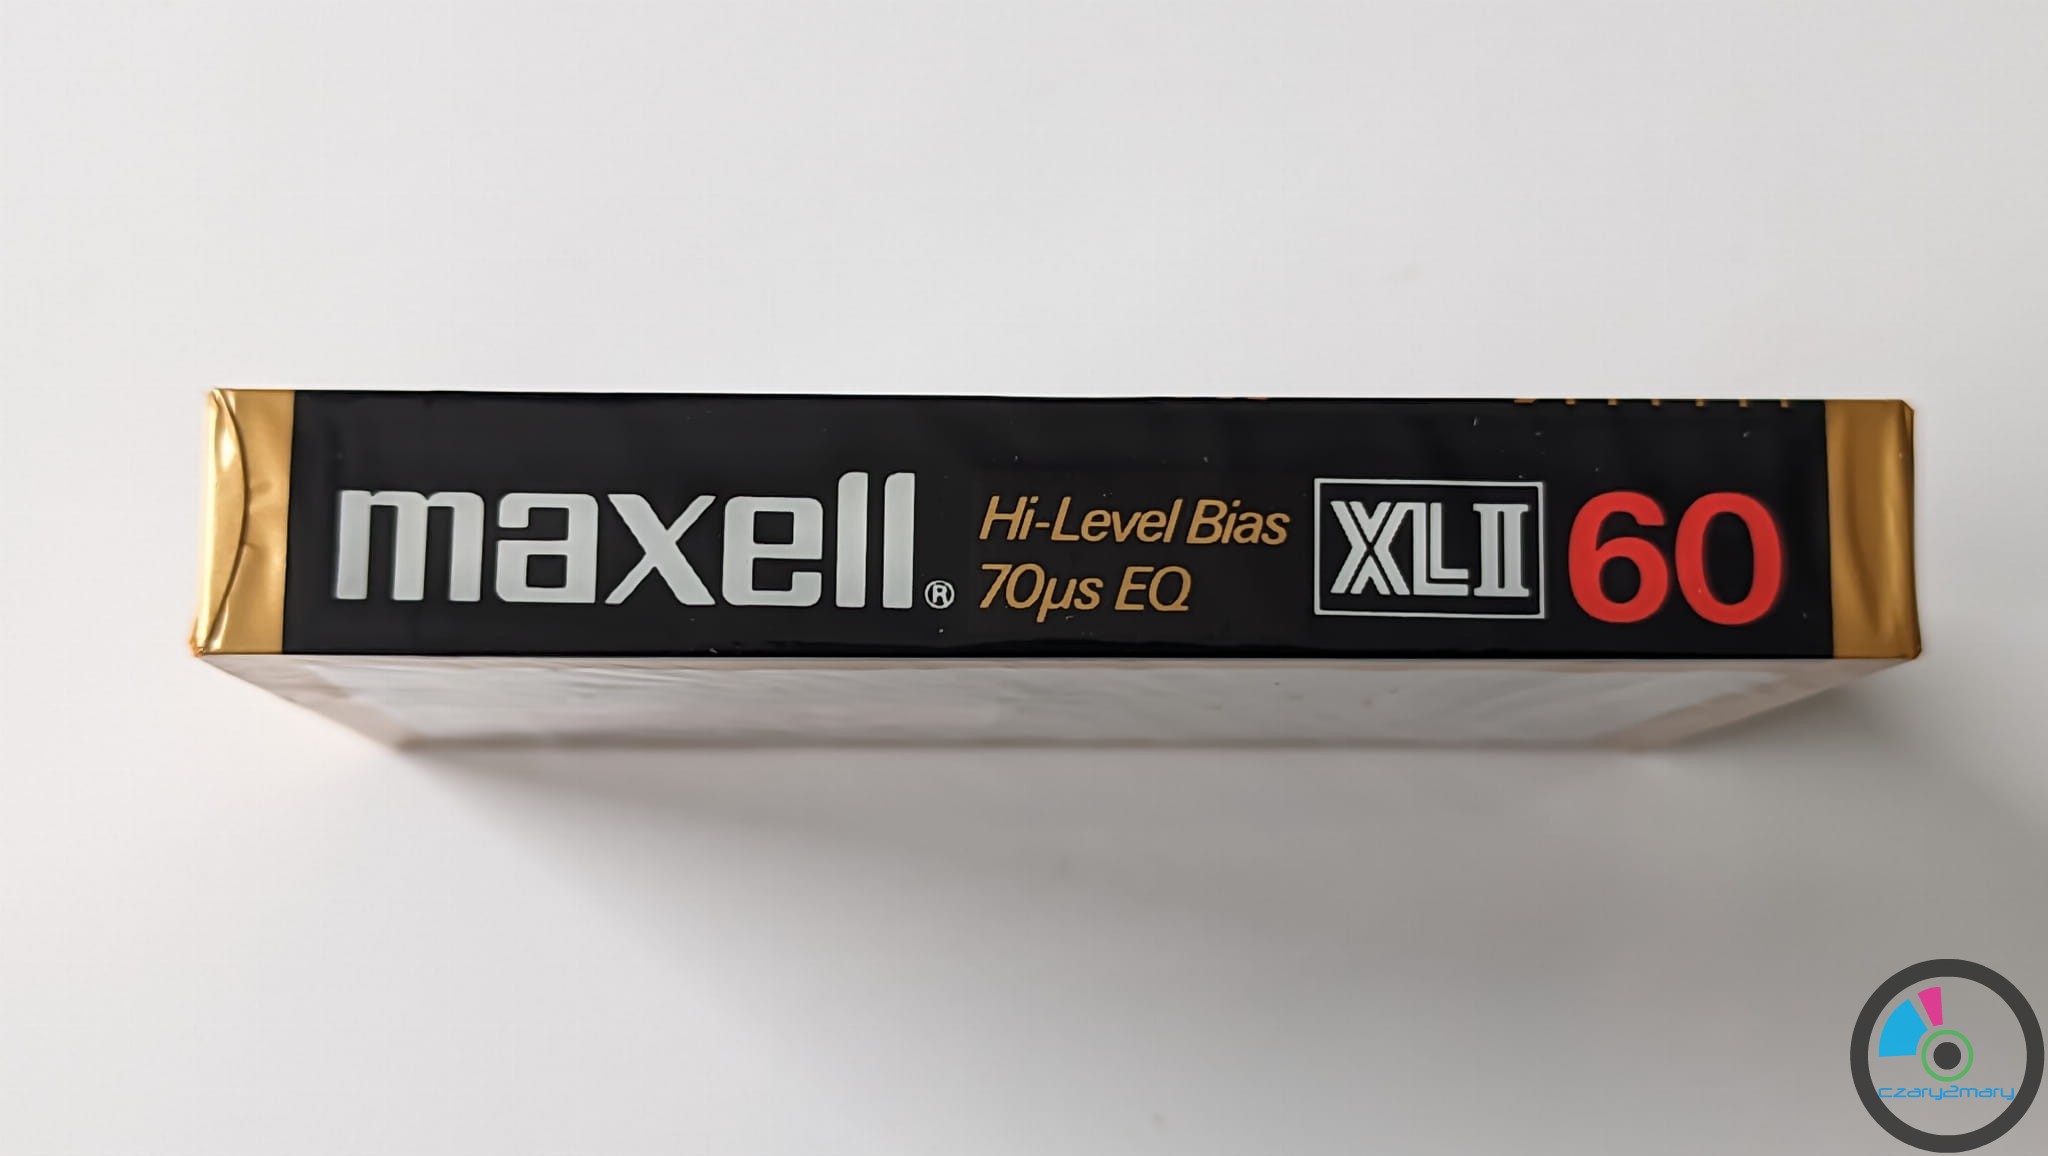 maxell®
Hi-Level Bias
70µs EQ
XLII
60
czary2mary